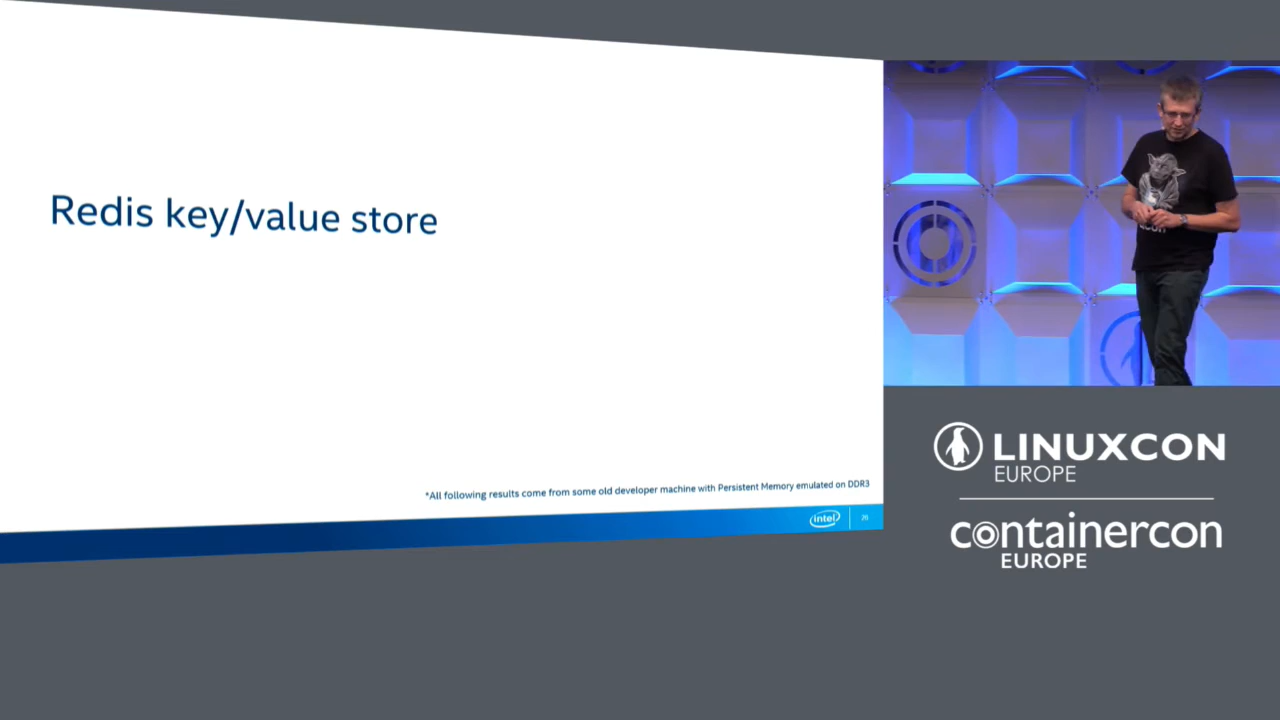 Redis key/value store
*All following results come from some old developer machine with Persistent Memory emulated on DDR3
intel
26
LINUXCON
EUROPE
containercon
EUROPE